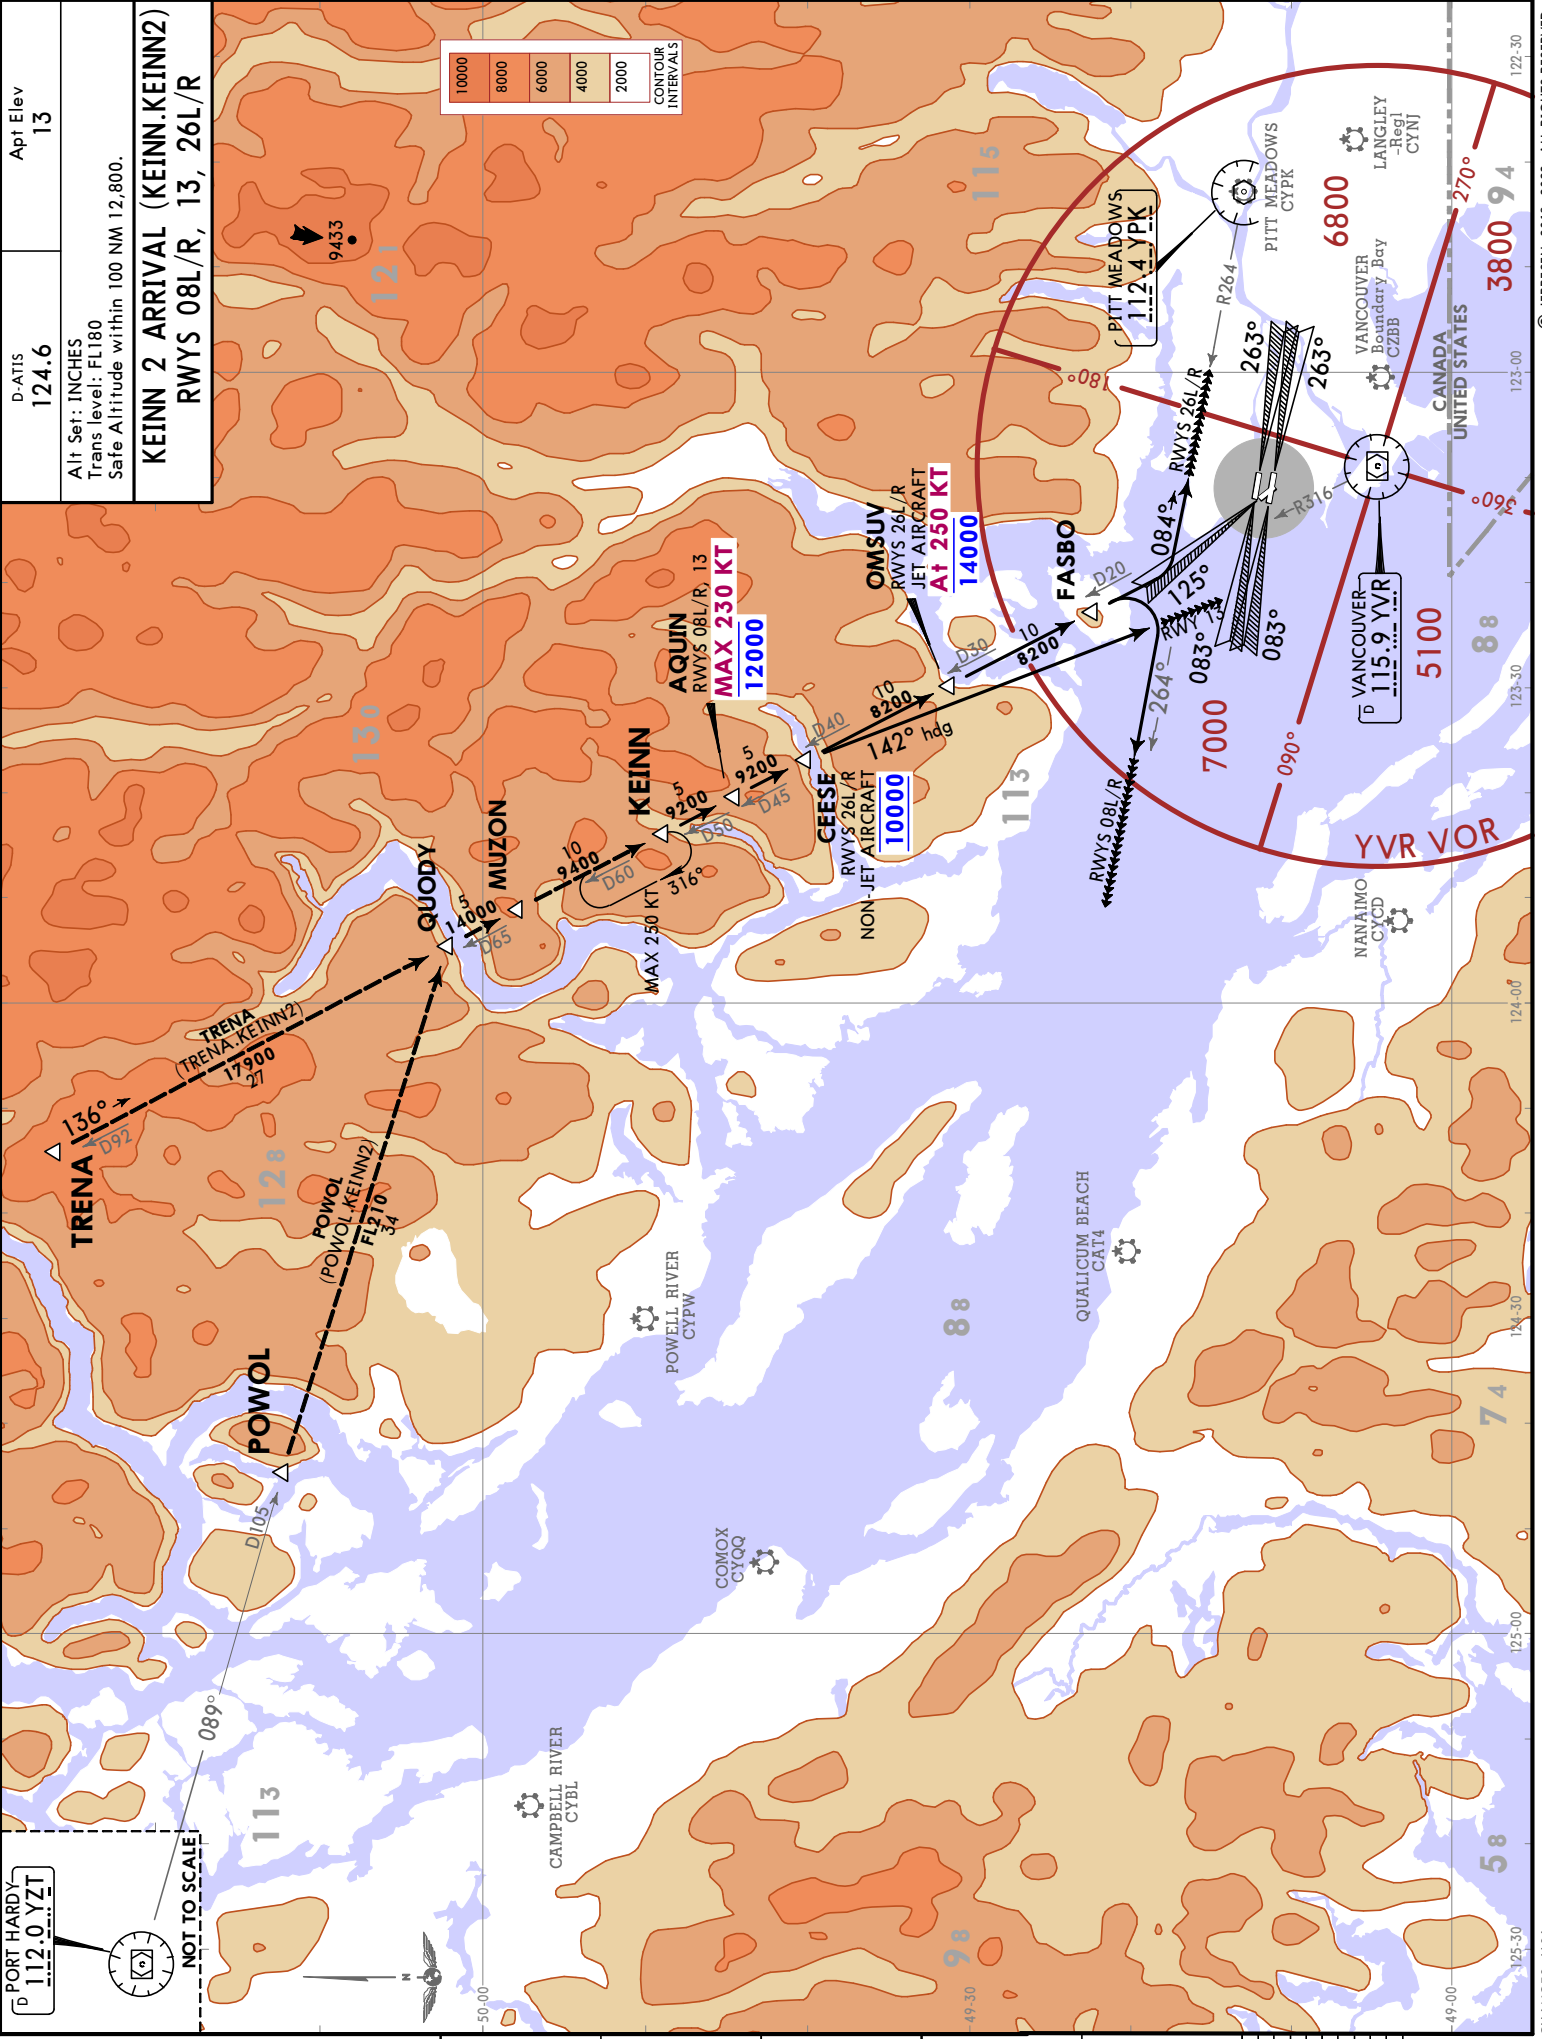 D-ATIS
124.6
Apt Elev
13
Alt Set: INCHES
Trans level: FL180
Safe Altitude within 100 NM 12,800.
KEINN 2 ARRIVAL (KEINN.KEINN2)
RWYS 08L/R, 13, 26L/R
D PORT HARDY
112.0 YZT
NOT TO SCALE
089°
D105
POWOL
POWOL
(POWOL.KEINN2)
FL210
34
TRENA
136°
D92
TRENA
(TRENA.KEINN2)
17900
27
QUODY
5
14000
D65
MUZON
10
9400
D60
MAX 250 KT
316°
KEINN
5
9200
D50
AQUIN
RWYS 08L/R, 13
MAX 230 KT
12000
5
9200
D45
CEESE
RWYS 26L/R
NON-JET AIRCRAFT
10000
D40
10
8200
142° hdg
OMSUV
RWYS 26L/R
JET AIRCRAFT
At 250 KT
14000
D30
10
8200
FASBO
D20
084°
RWYS 26L/R
125°
RWY 13
264°
RWYS 08L/R
083°
083°
263°
263°
R264
R316
PITT MEADOWS
112.4 YPK
PITT MEADOWS
CYPK
LANGLEY
-Regl
CYNJ
VANCOUVER
Boundary Bay
CZBB
D VANCOUVER
115.9 YVR
CANADA
UNITED STATES
180°
360°
090°
270°
7000
6800
5100
3800
YVR VOR
NANAIMO
CYCD
QUALICUM BEACH
CAT4
POWELL RIVER
CYPW
COMOX
CYQQ
CAMPBELL RIVER
CYBL
9433
CONTOUR
INTERVALS
10000
8000
6000
4000
2000
113
128
130
121
115
113
88
98
58
74
88
94
N
50-00
49-30
49-00
125-30
125-00
124-30
124-00
123-30
123-00
122-30